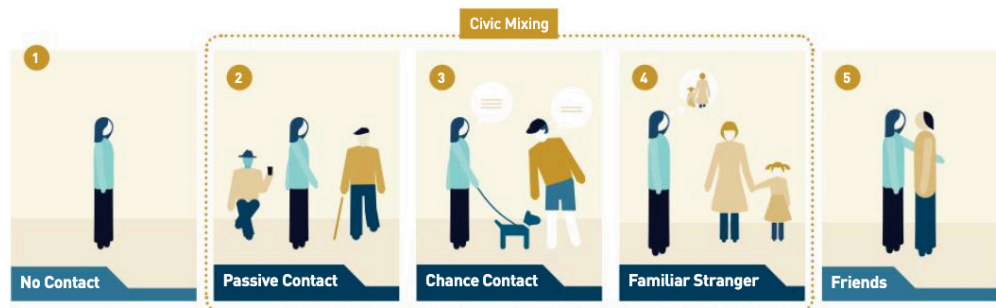 Civic Mixing
1
2
3
4
5
No Contact
Passive Contact
Chance Contact
Familiar Stranger
Friends